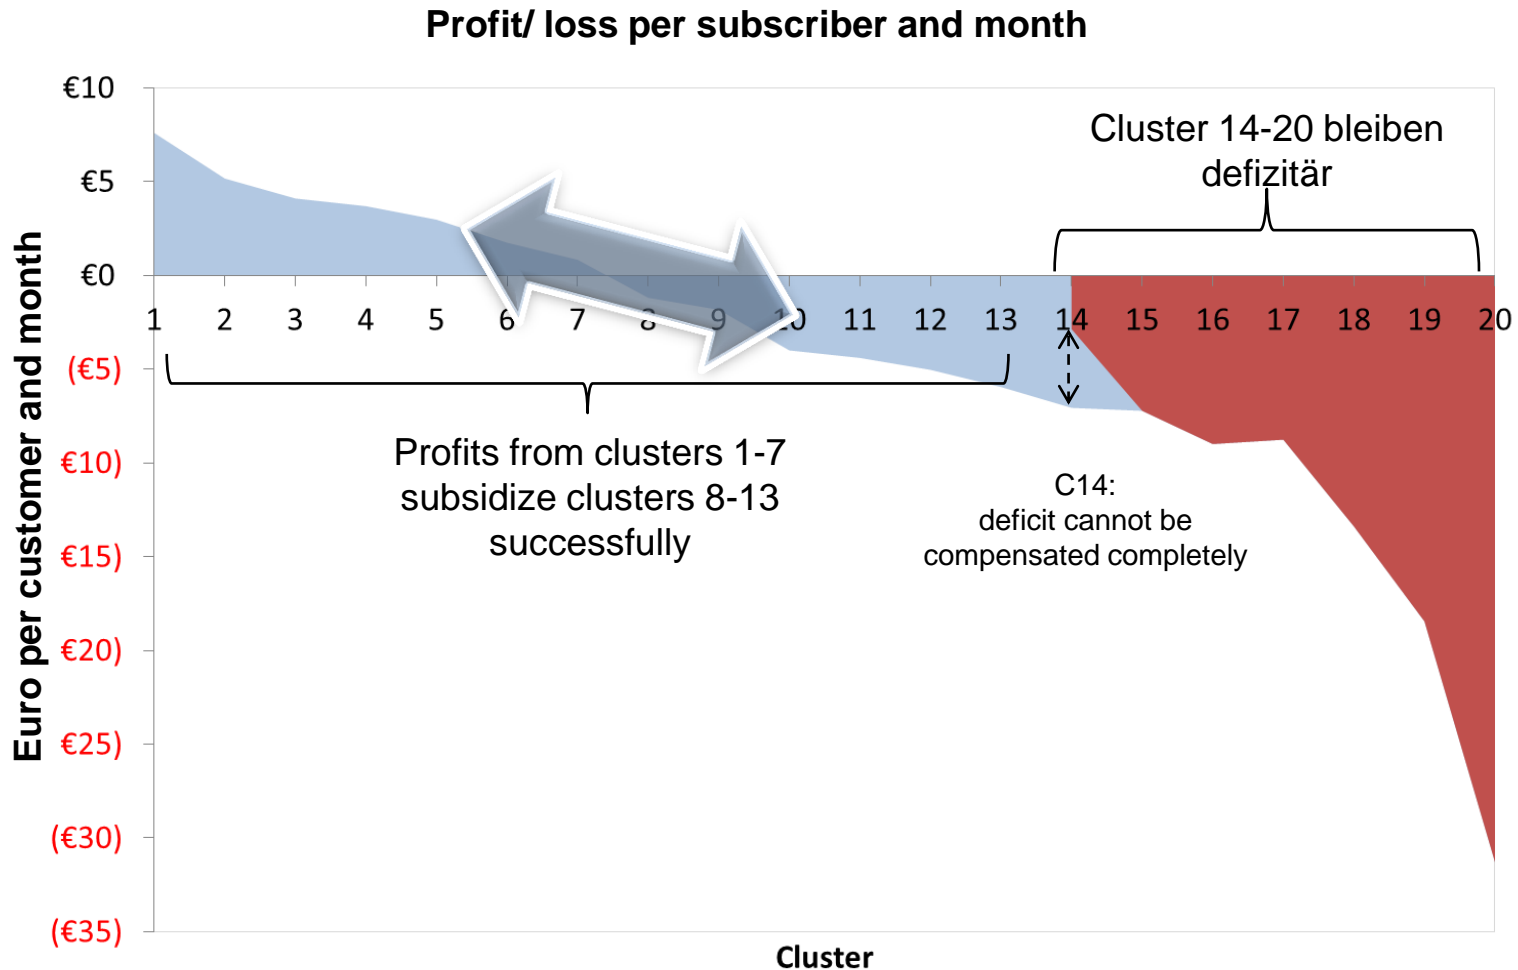 Profit/ loss per subscriber and month
€10
€5
€0
(€5)
(€10)
(€15)
(€20)
(€25)
(€30)
(€35)
Euro per customer and month
1 2 3 4 5 6 7 8 9 10 11 12 13 14 15 16 17 18 19 20
Cluster 14-20 bleiben
defizitär
Profits from clusters 1-7
subsidize clusters 8-13
successfully
C14:
deficit cannot be
compensated completely
Cluster